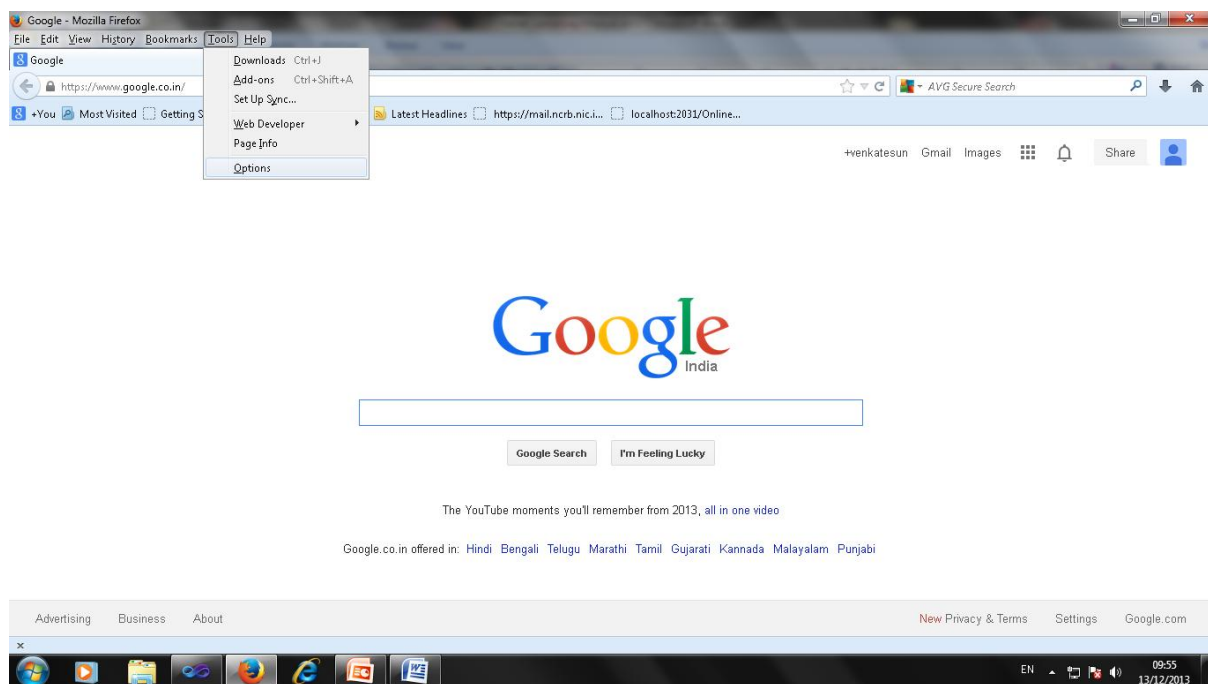 Google - Mozilla Firefox
File Edit View History Bookmarks Tools Help
Google
Downloads Ctrl+J
Add-ons Ctrl+Shift+A
Set Up Sync...
Web Developer
Page Info
Options
https://www.google.co.in/
AVG Secure Search
+You Most Visited Getting S
Latest Headlines https://mail.ncrb.nic.i... localhost:2031/Online...
+venkatesun Gmail Images Share
Google
India
Google Search I'm Feeling Lucky
The YouTube moments you'll remember from 2013, all in one video
Google.co.in offered in: Hindi Bengali Telugu Marathi Tamil Gujarati Kannada Malayalam Punjabi
Advertising Business About New Privacy & Terms Settings Google.com
EN 09:55
13/12/2013